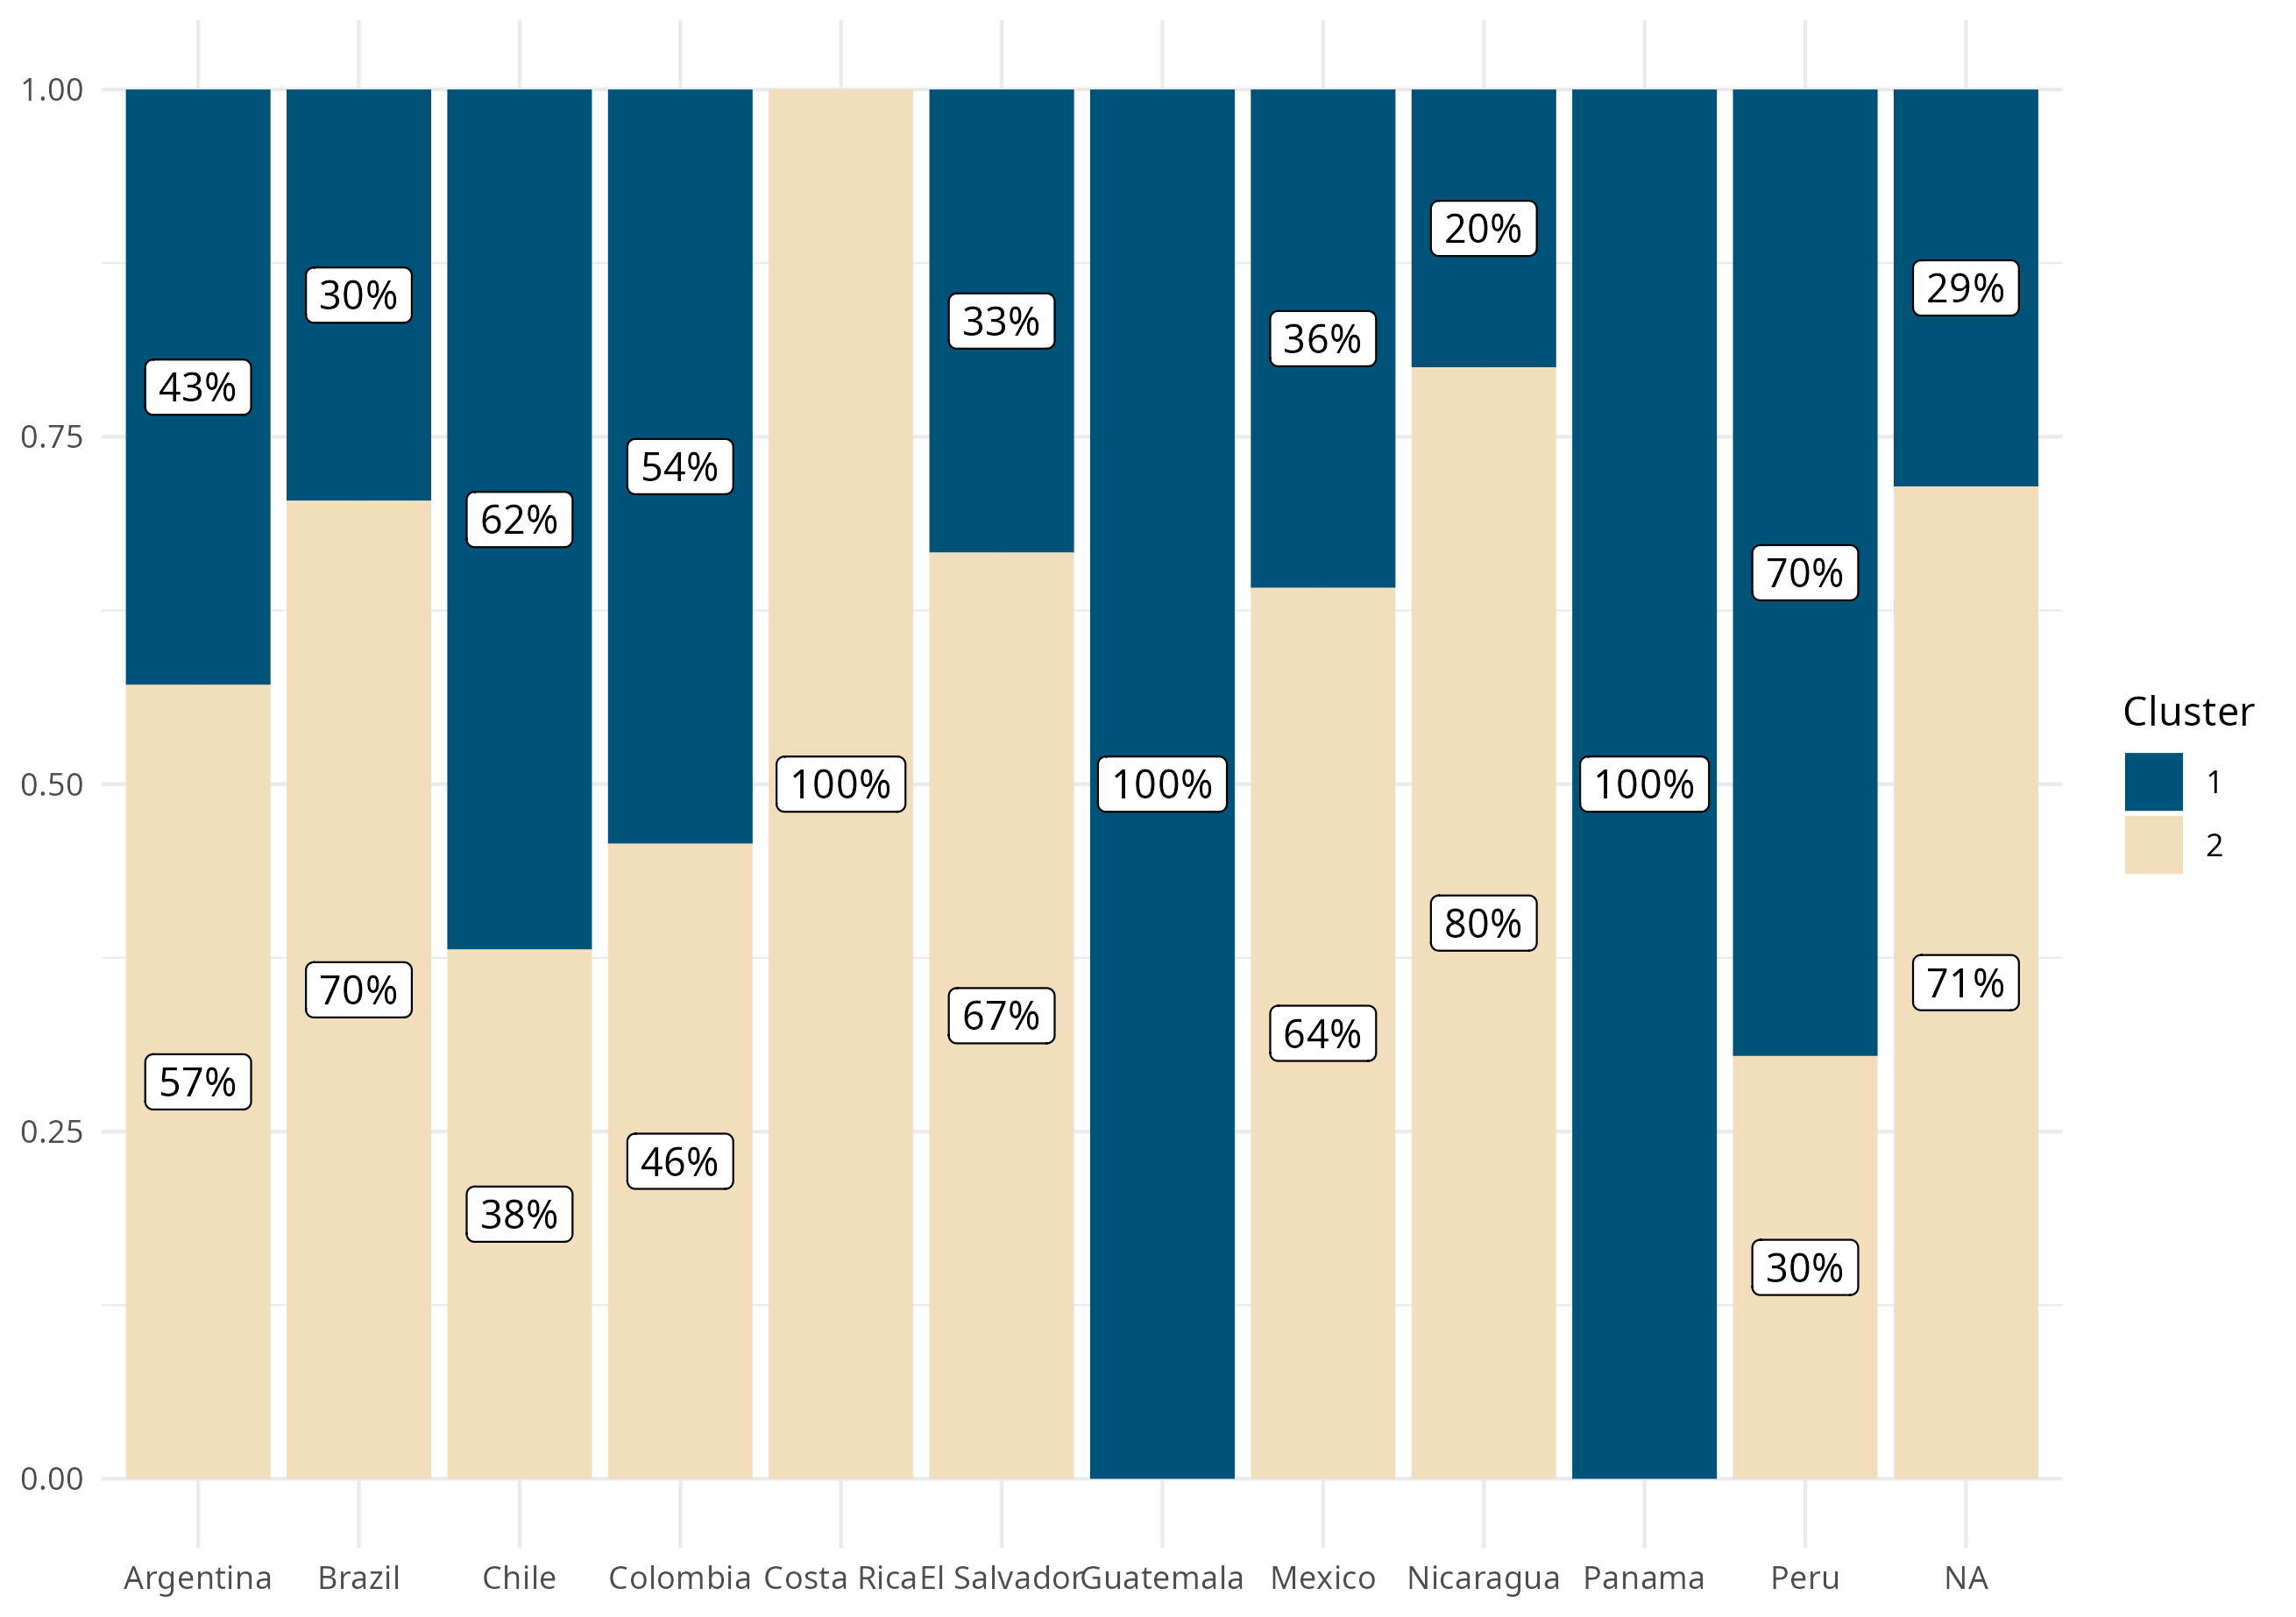 1.00
0.75
0.50
0.25
0.00
43%
57%
30%
70%
62%
38%
54%
46%
100%
33%
67%
100%
36%
64%
20%
80%
100%
70%
30%
29%
71%
Argentina
Brazil
Chile
Colombia
Costa Rica
El Salvador
Guatemala
Mexico
Nicaragua
Panama
Peru
NA
Cluster
1
2